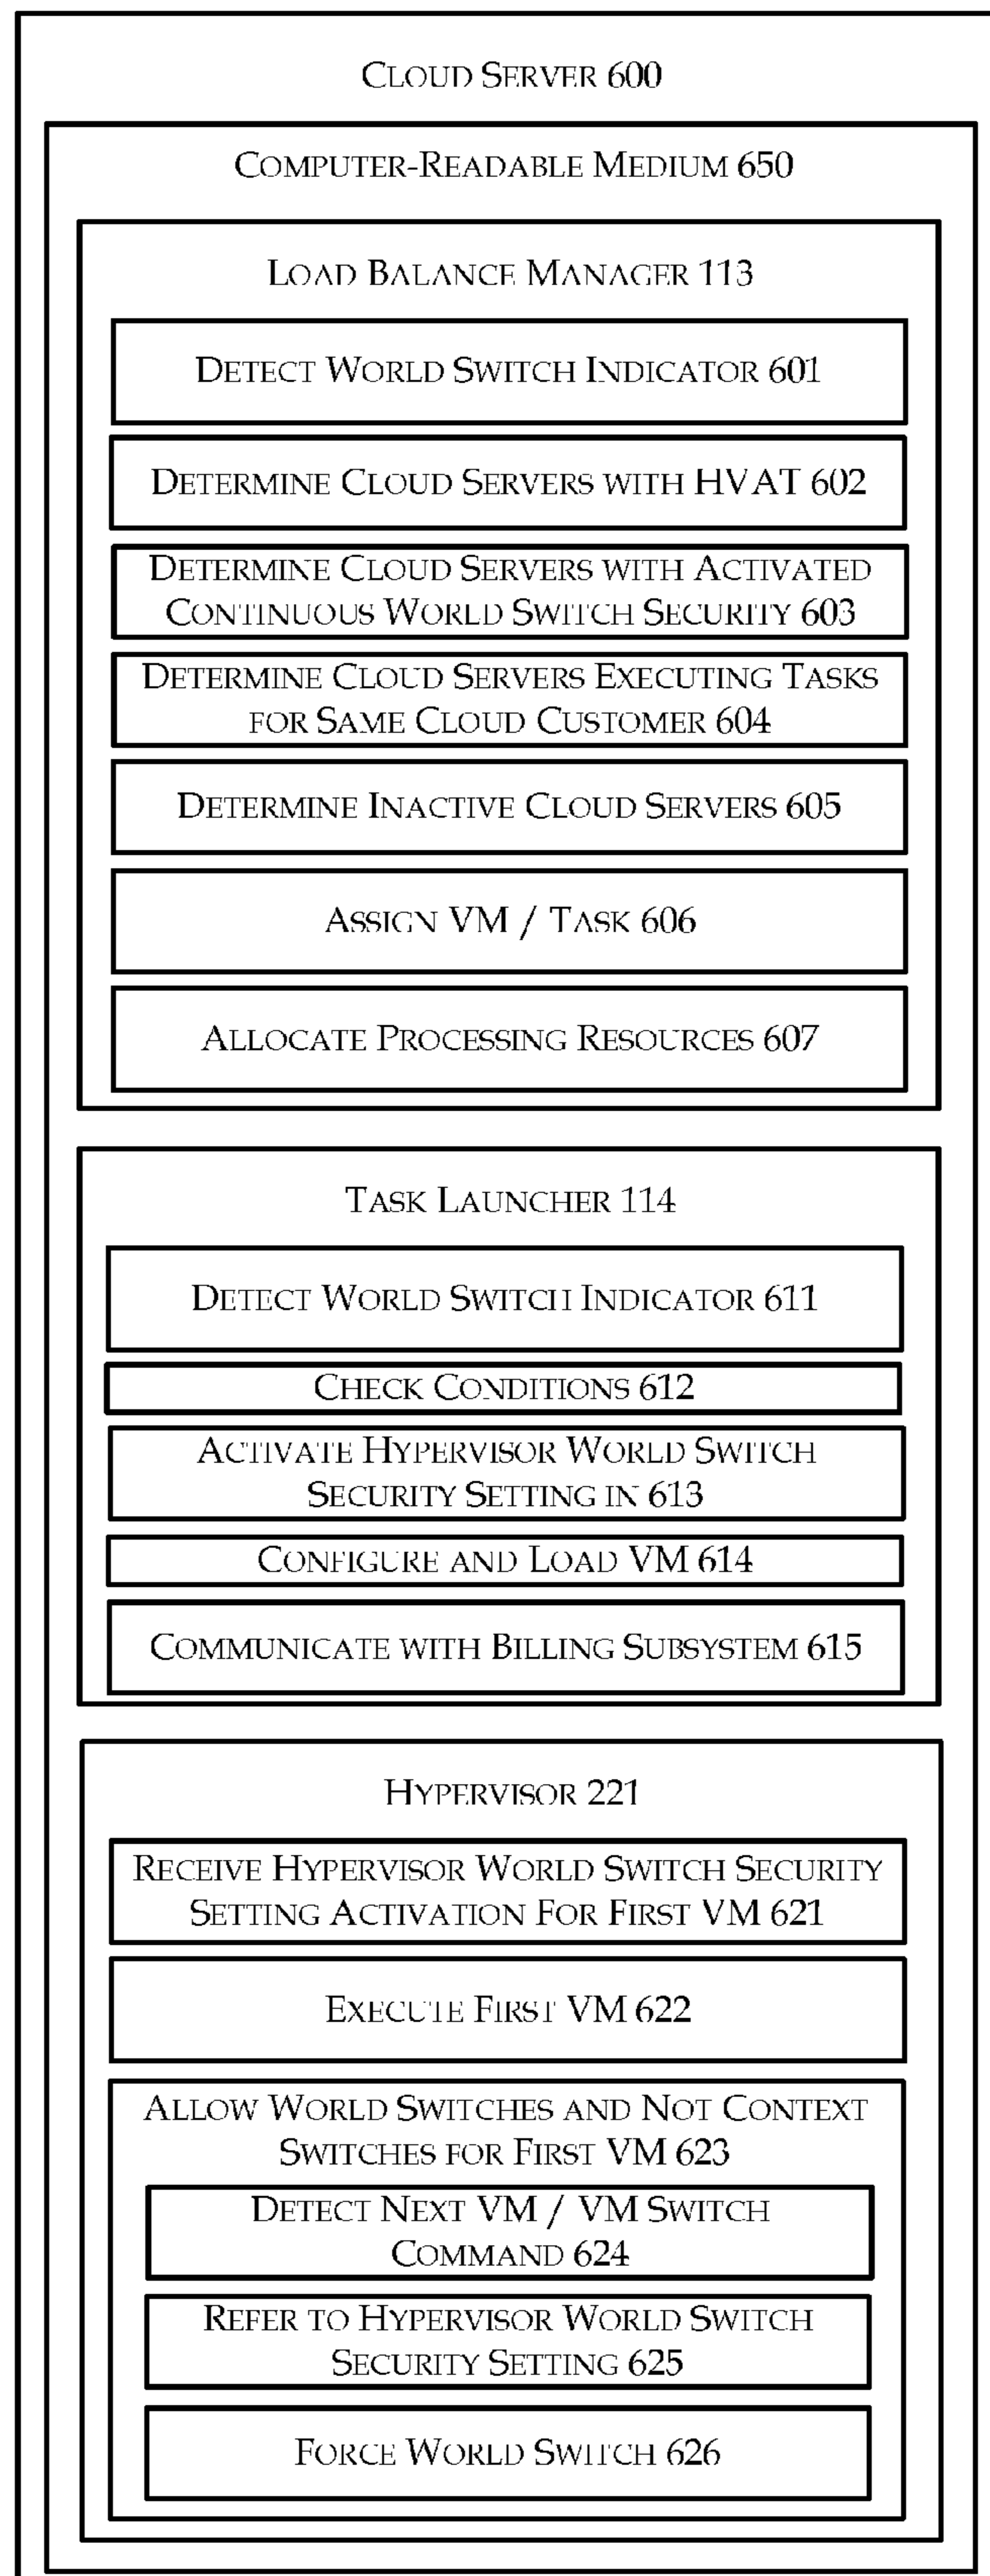 CLOUD SERVER 600
COMPUTER-READABLE MEDIUM 650
LOAD BALANCE MANAGER 113
DETECT WORLD SWITCH INDICATOR 601
DETERMINE CLOUD SERVERS WITH HVAT 602
DETERMINE CLOUD SERVERS WITH ACTIVATED
CONTINUOUS WORLD SWITCH SECURITY 603
DETERMINE CLOUD SERVERS EXECUTING TASKS
FOR SAME CLOUD CUSTOMER 604
DETERMINE INACTIVE CLOUD SERVERS 605
ASSIGN VM / TASK 606
ALLOCATE PROCESSING RESOURCES 607
TASK LAUNCHER 114
DETECT WORLD SWITCH INDICATOR 611
CHECK CONDITIONS 612
ACTIVATE HYPERVISOR WORLD SWITCH
SECURITY SETTING IN 613
CONFIGURE AND LOAD VM 614
COMMUNICATE WITH BILLING SUBSYSTEM 615
HYPERVISOR 221
RECEIVE HYPERVISOR WORLD SWITCH SECURITY
SETTING ACTIVATION FOR FIRST VM 621
EXECUTE FIRST VM 622
ALLOW WORLD SWITCHES AND NOT CONTEXT
SWITCHES FOR FIRST VM 623
DETECT NEXT VM / VM SWITCH
COMMAND 624
REFER TO HYPERVISOR WORLD SWITCH
SECURITY SETTING 625
FORCE WORLD SWITCH 626